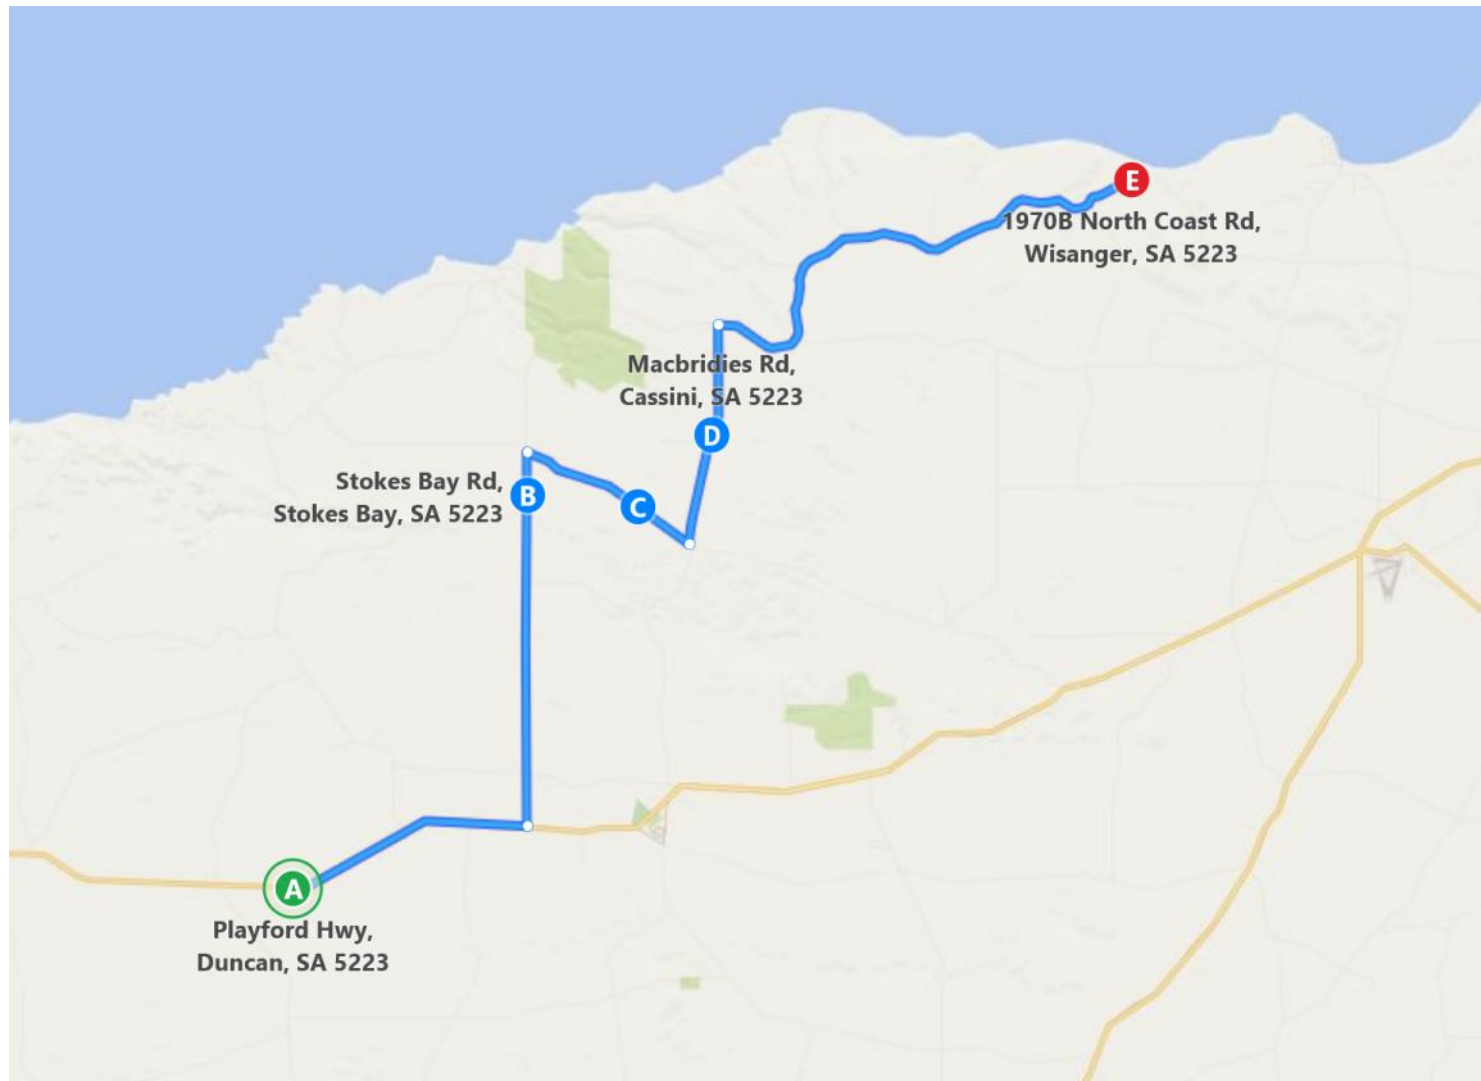 E
1970B North Coast Rd,
Wisanger, SA 5223
Macbridies Rd,
Cassini, SA 5223
D
Stokes Bay Rd,
Stokes Bay, SA 5223
B
C
A
Playford Hwy,
Duncan, SA 5223